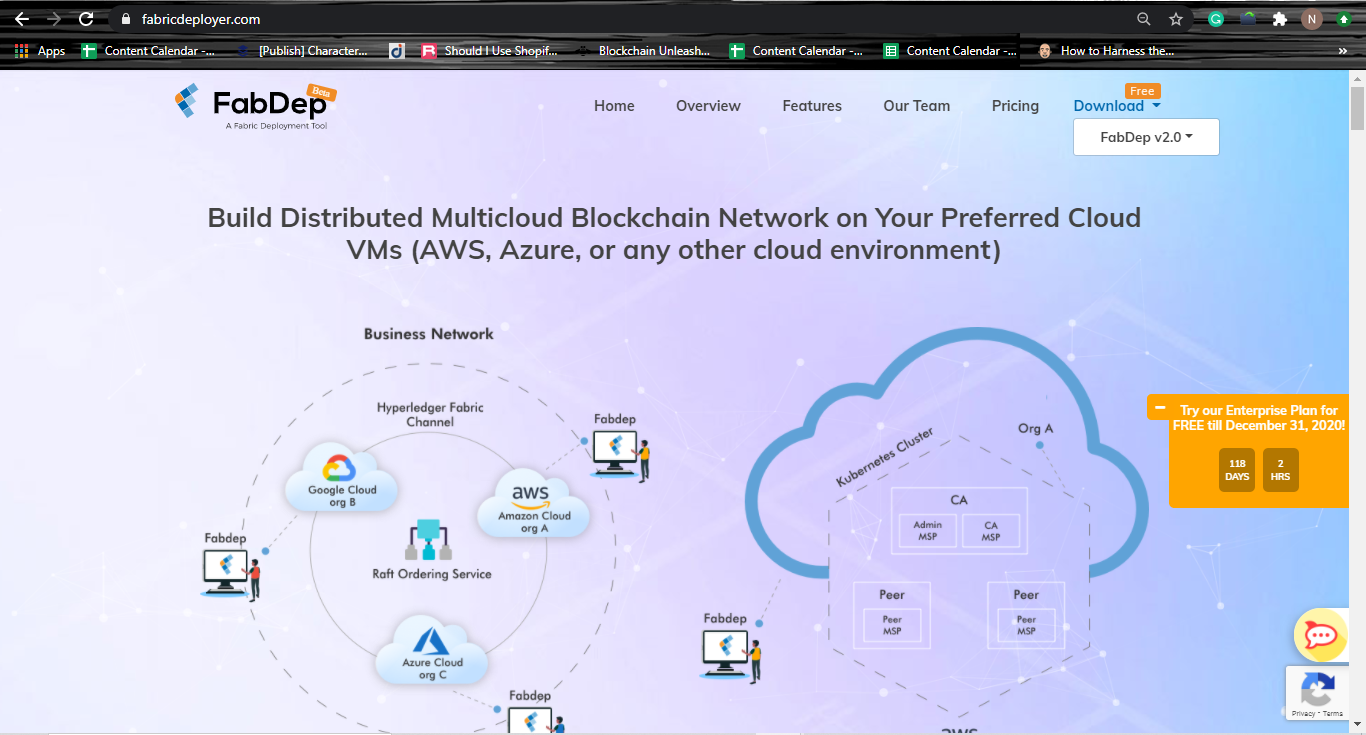 fabricdeployer.com
N
Apps
Content Calendar -...
[Publish] Character...
Should I Use Shopif...
Blockchain Unleash...
Content Calendar -...
Content Calendar -...
How to Harness the...
»
FabDep
Beta
A Fabric Deployment Tool
Home
Overview
Features
Our Team
Pricing
Free
Download
FabDep v2.0
Build Distributed Multicloud Blockchain Network on Your Preferred Cloud
VMs (AWS, Azure, or any other cloud environment)
Business Network
Hyperledger Fabric
Channel
Fabdep
Google Cloud
org B
aws
Amazon Cloud
org A
Fabdep
Raft Ordering Service
Azure Cloud
org C
Fabdep
Kubernetes Cluster
Org A
CA
Admin
MSP
CA
MSP
Peer
Peer
MSP
Peer
Peer
MSP
Fabdep
aws
Try our Enterprise Plan for
FREE till December 31, 2020!
118
DAYS
2
HRS
Privacy - Terms